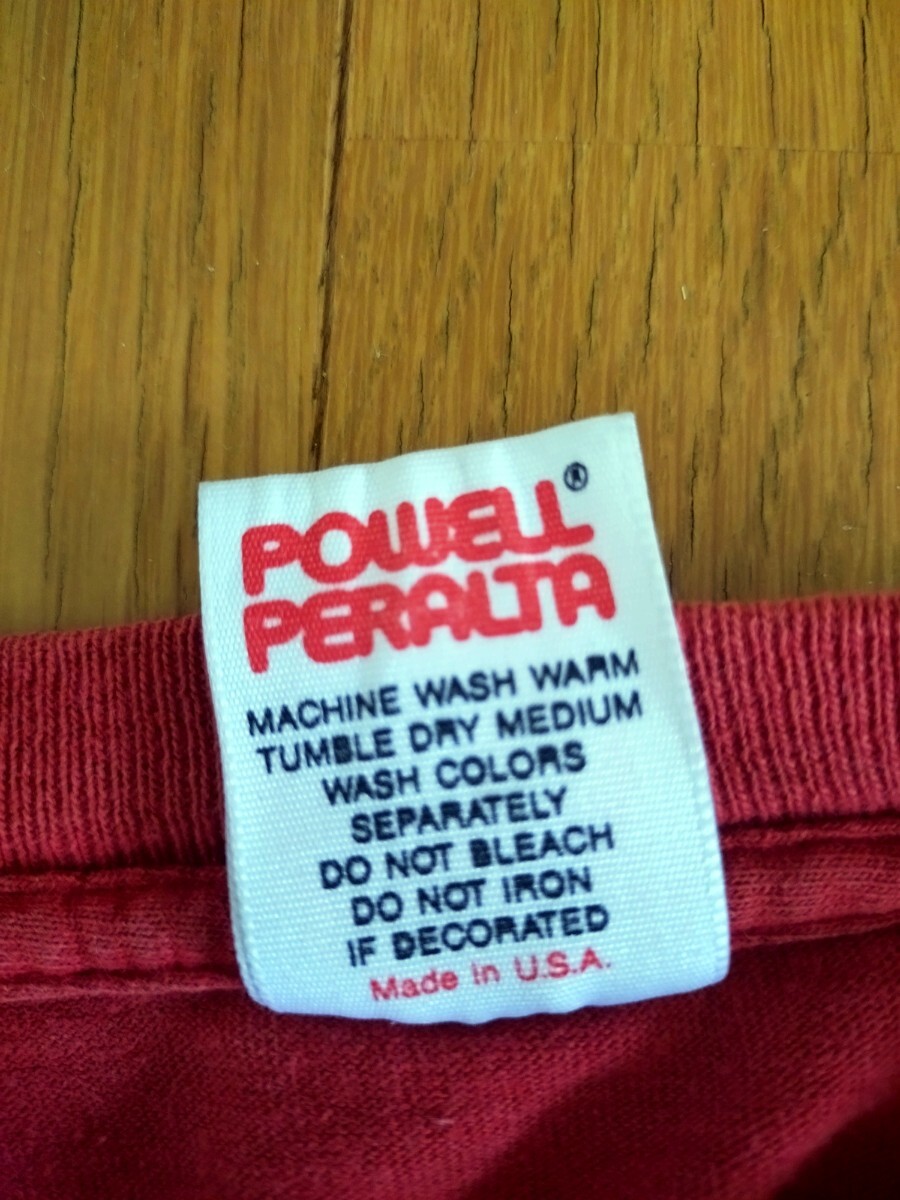 POWELL®
PERALTA
MACHINE WASH WARM
TUMBLE DRY MEDIUM
WASH COLORS
SEPARATELY
DO NOT BLEACH
DO NOT IRON
IF DECORATED
Made in U.S.A.